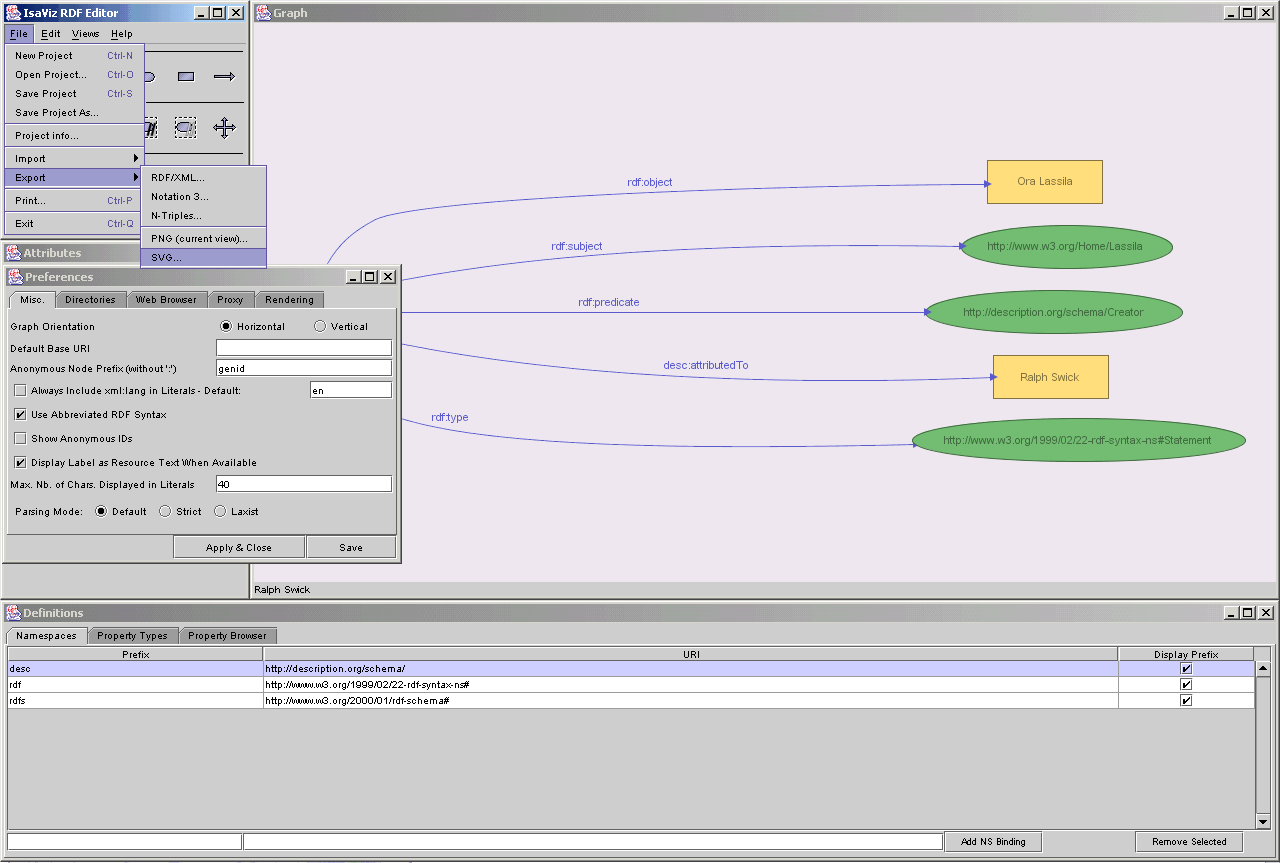 IsaViz RDF Editor
File Edit Views Help
New Project Ctrl-N
Open Project... Ctrl-O
Save Project Ctrl-S
Save Project As...
Project info...
Import
Export
Print... Ctrl-P
Exit Ctrl-Q
RDF/XML...
Notation 3...
N-Triples...
PNG (current view)...
SVG...
Attributes
Preferences
Misc. Directories Web Browser Proxy Rendering
Graph Orientation Horizontal Vertical
Default Base URI
Anonymous Node Prefix (without ':') genid
Always Include xml:lang in Literals - Default: en
Use Abbreviated RDF Syntax
Show Anonymous IDs
Display Label as Resource Text When Available
Max. Nb. of Chars. Displayed in Literals 40
Parsing Mode: Default Strict Laxist
Apply & Close Save
Graph
rdf:object Ora Lassila
rdf:subject http://www.w3.org/Home/Lassila
rdf:predicate http://description.org/schema/Creator
desc:attributedTo Ralph Swick
rdf:type http://www.w3.org/1999/02/22-rdf-syntax-ns#Statement
Ralph Swick
Definitions
Namespaces Property Types Property Browser
Prefix URI Display Prefix
desc http://description.org/schema/
rdf http://www.w3.org/1999/02/22-rdf-syntax-ns#
rdfs http://www.w3.org/2000/01/rdf-schema#
Add NS Binding Remove Selected